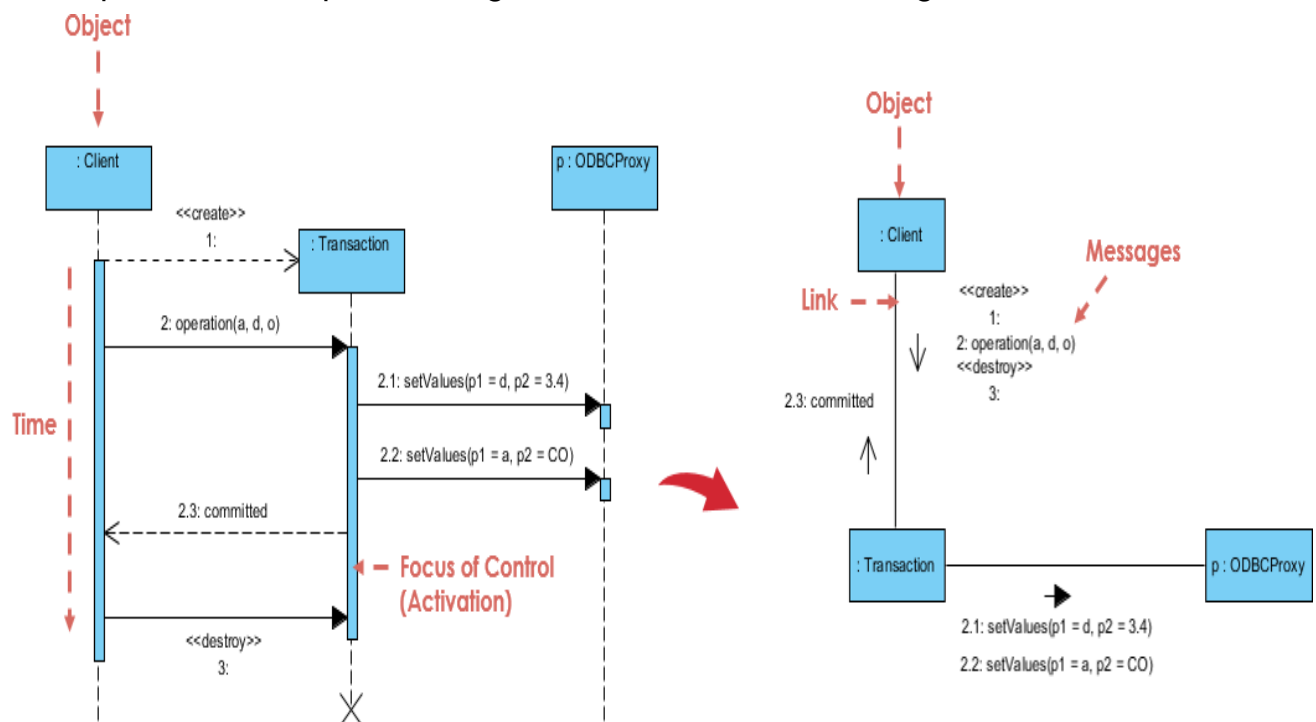 Object
: Client
p : ODBCProxy
<<create>>
1:
: Transaction
2: operation(a, d, o)
2.1: setValues(p1 = d, p2 = 3.4)
Time
2.2: setValues(p1 = a, p2 = CO)
2.3: committed
Focus of Control
(Activation)
<<destroy>>
3:
Object
: Client
Messages
Link
<<create>>
1:
2: operation(a, d, o)
<<destroy>>
3:
2.3: committed
: Transaction
p : ODBCProxy
2.1: setValues(p1 = d, p2 = 3.4)
2.2: setValues(p1 = a, p2 = CO)